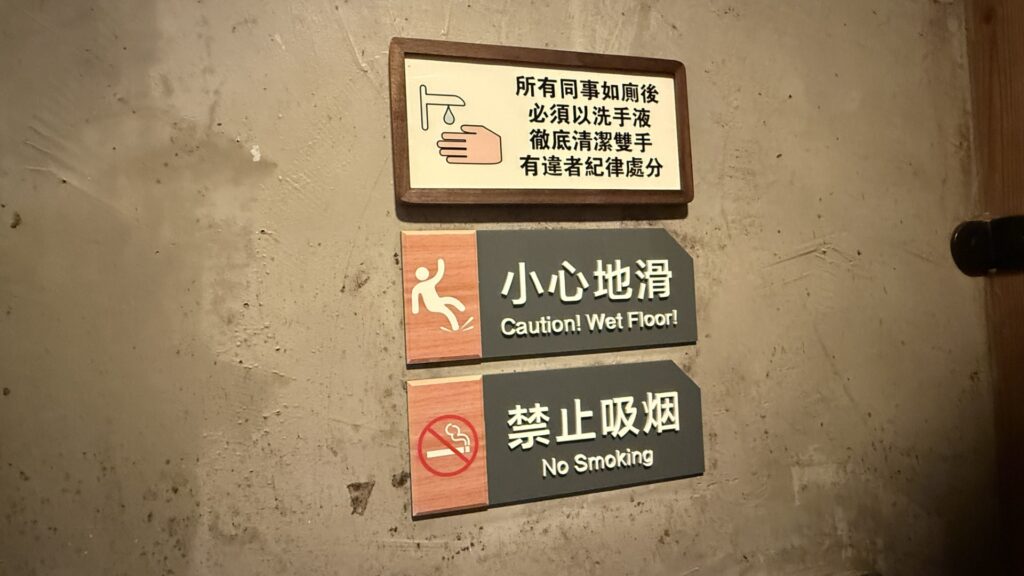 所有同事如廁後
必須以洗手液
徹底清潔雙手
有違者紀律處分
小心地滑
Caution! Wet Floor!
禁止吸烟
No Smoking